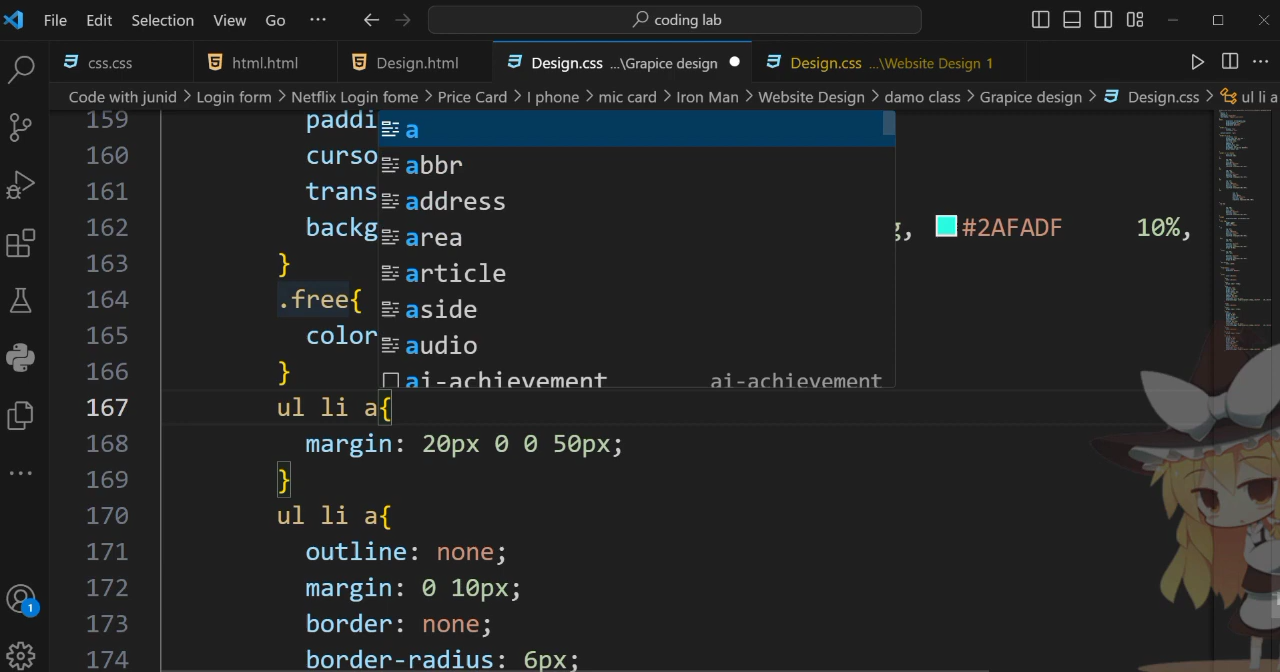 File Edit Selection View Go ··· coding lab
css.css html.html Design.html Design.css ...\Grapice design Design.css ...\Website Design 1
Code with junid > Login form > Netflix Login fome > Price Card > I phone > mic card > Iron Man > Website Design > damo class > Grapice design > Design.css > ul li a
159 paddi
160 curso
161 trans
162 backg g, #2AFADF 10%,
163 }
164 .free{
165 color
166 }
a
abbr
address
area
article
aside
audio
ai-achievement ai-achievement
167 ul li a{
168 margin: 20px 0 0 50px;
169 }
170 ul li a{
171 outline: none;
172 margin: 0 10px;
173 border: none;
174 border-radius: 6px;
1